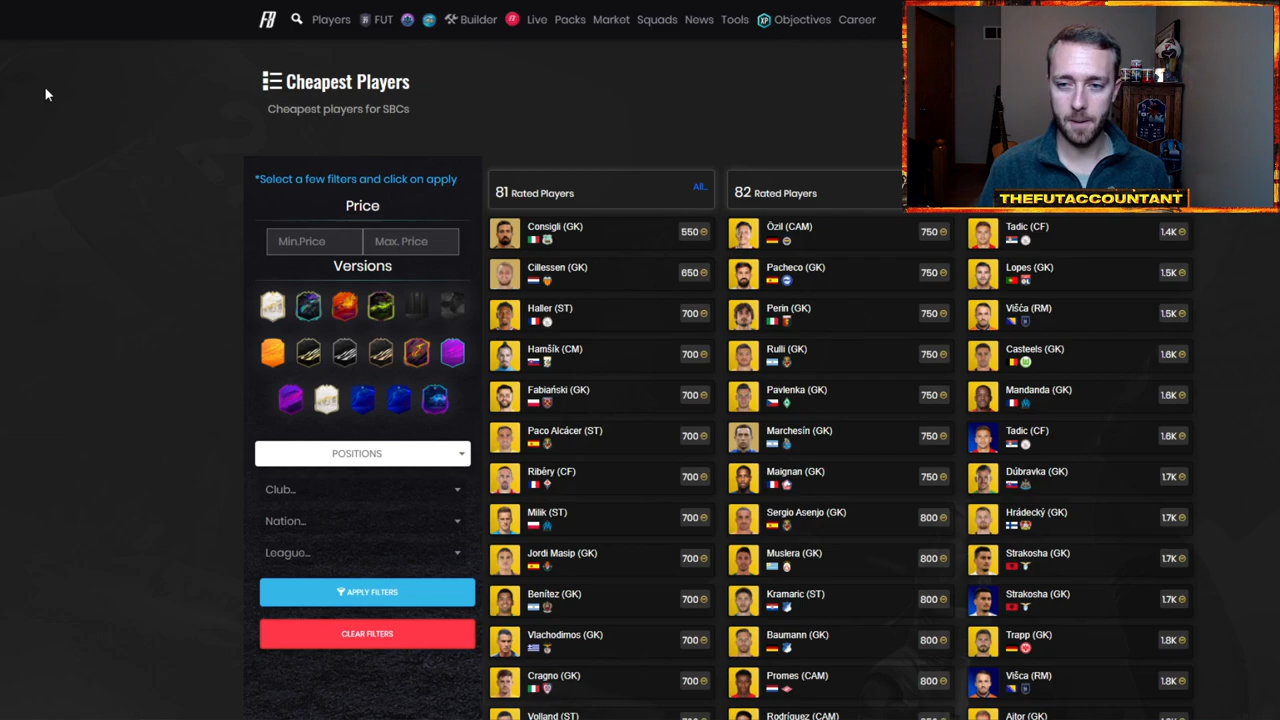 Players FUT Builder Live Packs Market Squads News Tools XP Objectives Career
Cheapest Players
Cheapest players for SBCs
*Select a few filters and click on apply
Price
Min.Price Max. Price
Versions
POSITIONS
Club...
Nation...
League...
APPLY FILTERS
CLEAR FILTERS
81 Rated Players All..
Consigli (GK) 550
Cillessen (GK) 650
Haller (ST) 700
Hamšík (CM) 700
Fabiański (GK) 700
Paco Alcácer (ST) 700
Ribéry (CF) 700
Milik (ST) 700
Jordi Masip (GK) 700
Benítez (GK) 700
Vlachodimos (GK) 700
Cragno (GK) 700
Volland (ST)
82 Rated Players
Özil (CAM) 750
Pacheco (GK) 750
Perin (GK) 750
Rulli (GK) 750
Pavlenka (GK) 750
Marchesín (GK) 750
Maignan (GK) 750
Sergio Asenjo (GK) 800
Muslera (GK) 800
Kramaric (ST) 800
Baumann (GK) 800
Promes (CAM) 800
Rodríguez (CAM)
Tadic (CF) 1.4K
Lopes (GK) 1.5K
Višća (RM) 1.5K
Casteels (GK) 1.6K
Mandanda (GK) 1.6K
Tadic (CF) 1.6K
Dúbravka (GK) 1.7K
Hrádecký (GK) 1.7K
Strakosha (GK) 1.7K
Strakosha (GK) 1.7K
Trapp (GK) 1.8K
Višća (RM) 1.8K
Aitor (GK)
THEFUTACCOUNTANT